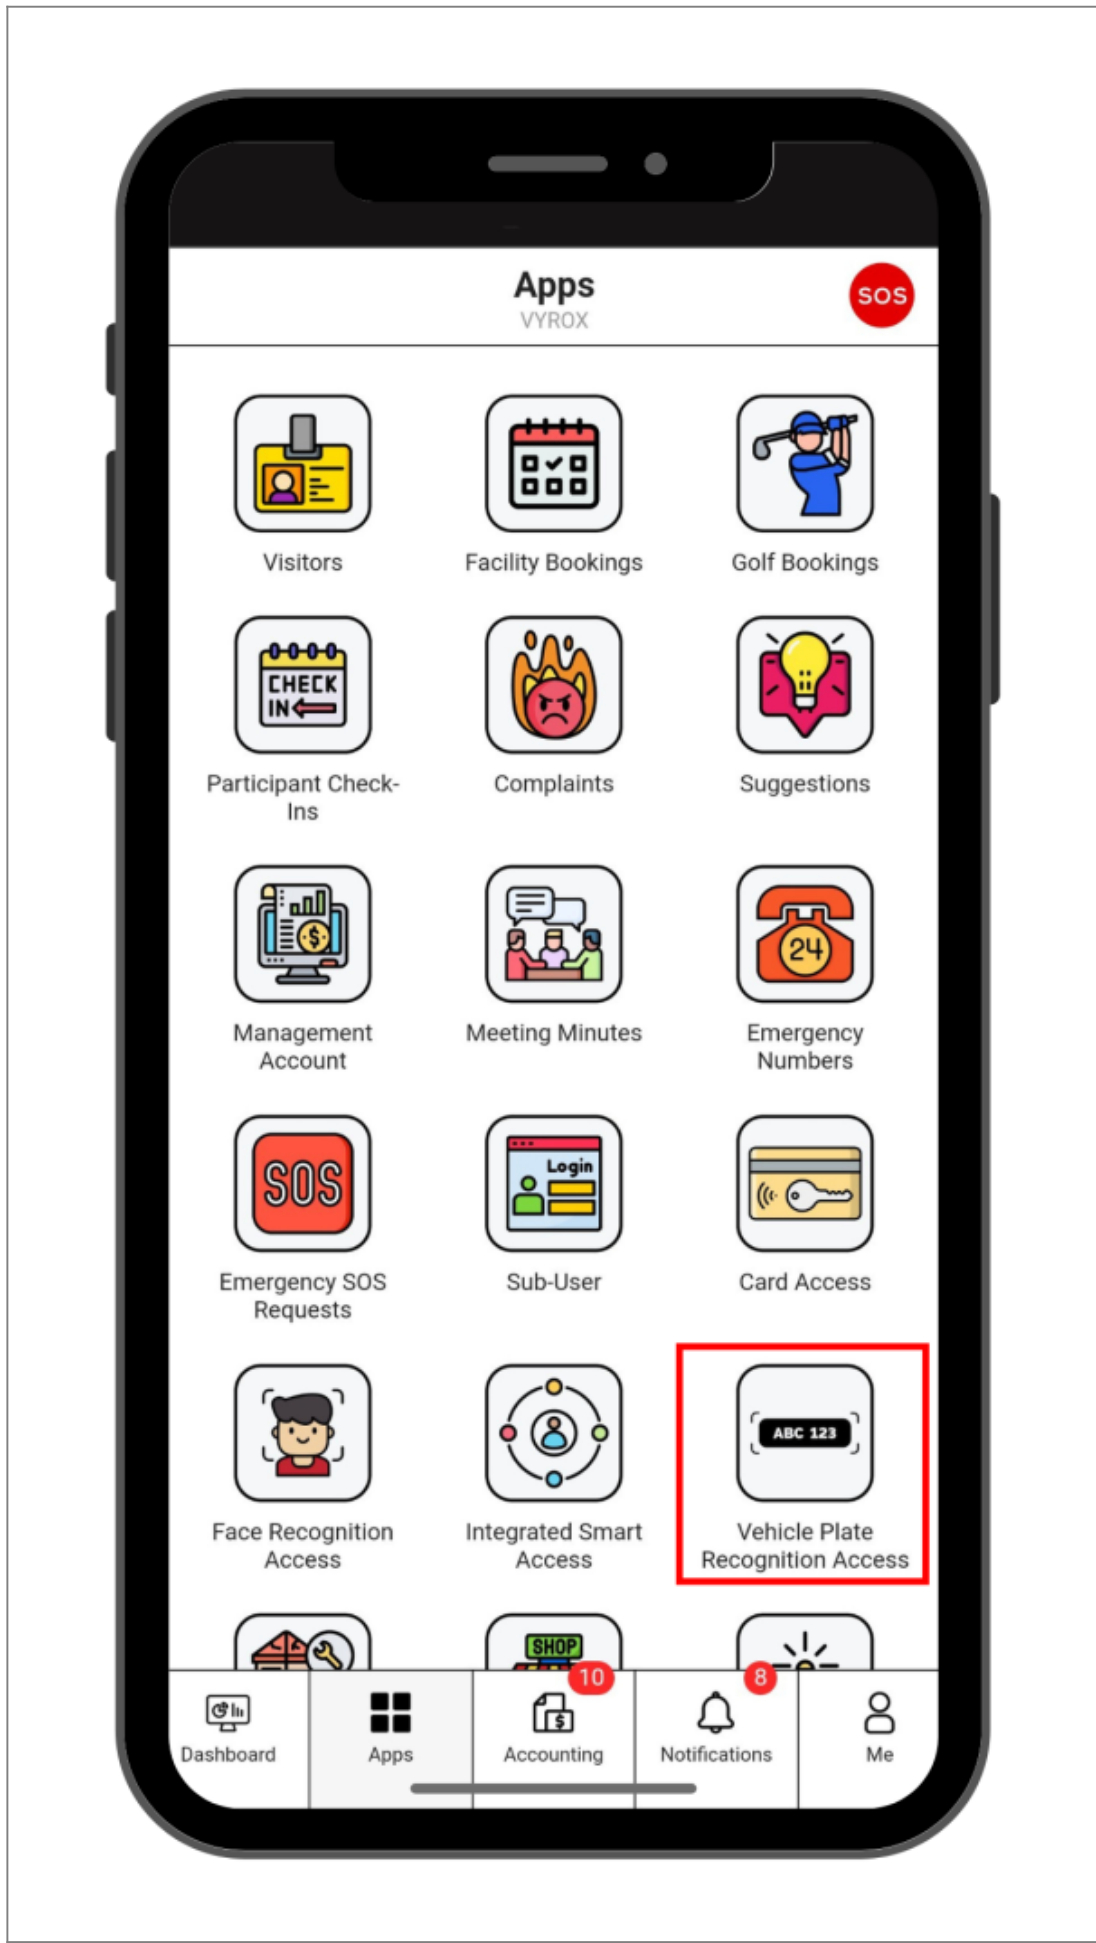 Apps
VYROX
SOS
Visitors
Facility Bookings
Golf Bookings
CHECK
IN
Participant Check-
Ins
Complaints
Suggestions
$
24
Management
Account
Meeting Minutes
Emergency
Numbers
SOS
Login
Emergency SOS
Requests
Sub-User
Card Access
ABC 123
Face Recognition
Access
Integrated Smart
Access
Vehicle Plate
Recognition Access
SHOP
10
8
$
Dashboard
Apps
Accounting
Notifications
Me